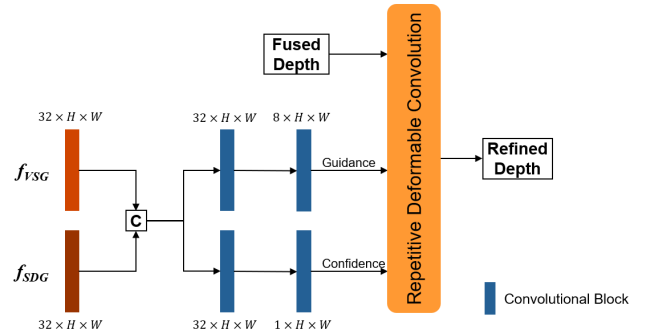 Fused
Depth
32 × H × W
32 × H × W
8 × H × W
f_VSG
Guidance
Repetitive Deformable Convolution
Refined
Depth
C
f_SDG
Confidence
32 × H × W
32 × H × W
1 × H × W
Convolutional Block